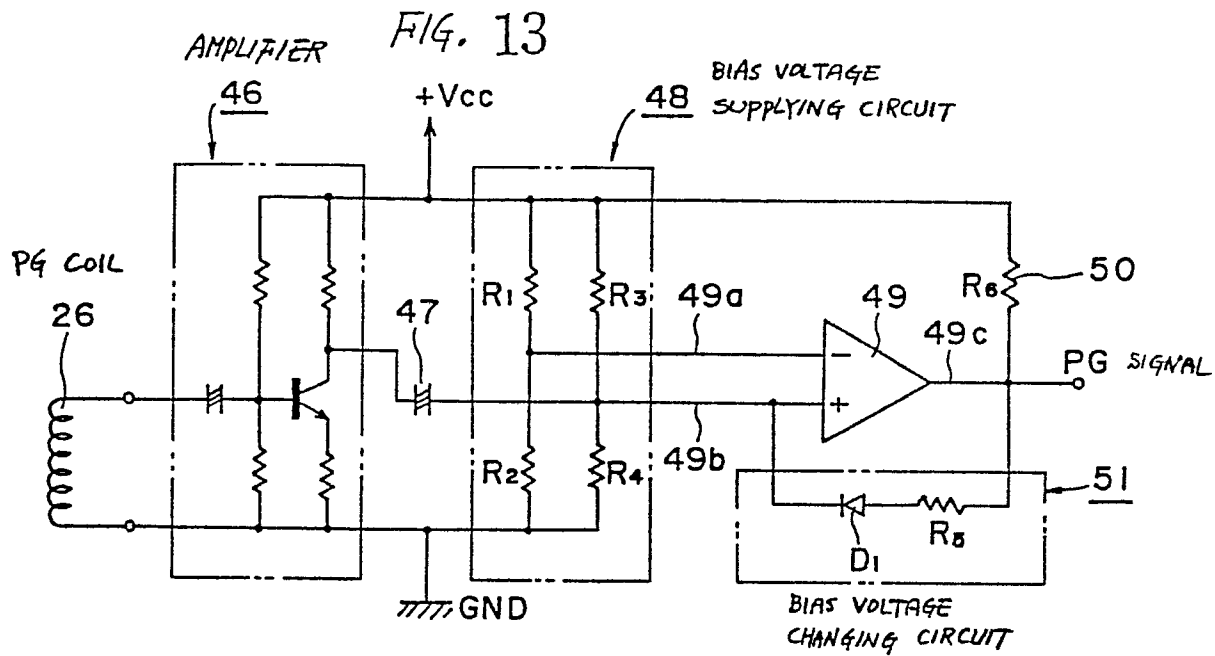 FIG. 13
AMPLIFIER
46
+Vcc
48
BIAS VOLTAGE
SUPPLYING CIRCUIT
PG COIL
26
47
R1
R3
49a
49
49c
R6
50
PG SIGNAL
R2
R4
49b
51
D1
R5
GND
BIAS VOLTAGE
CHANGING CIRCUIT